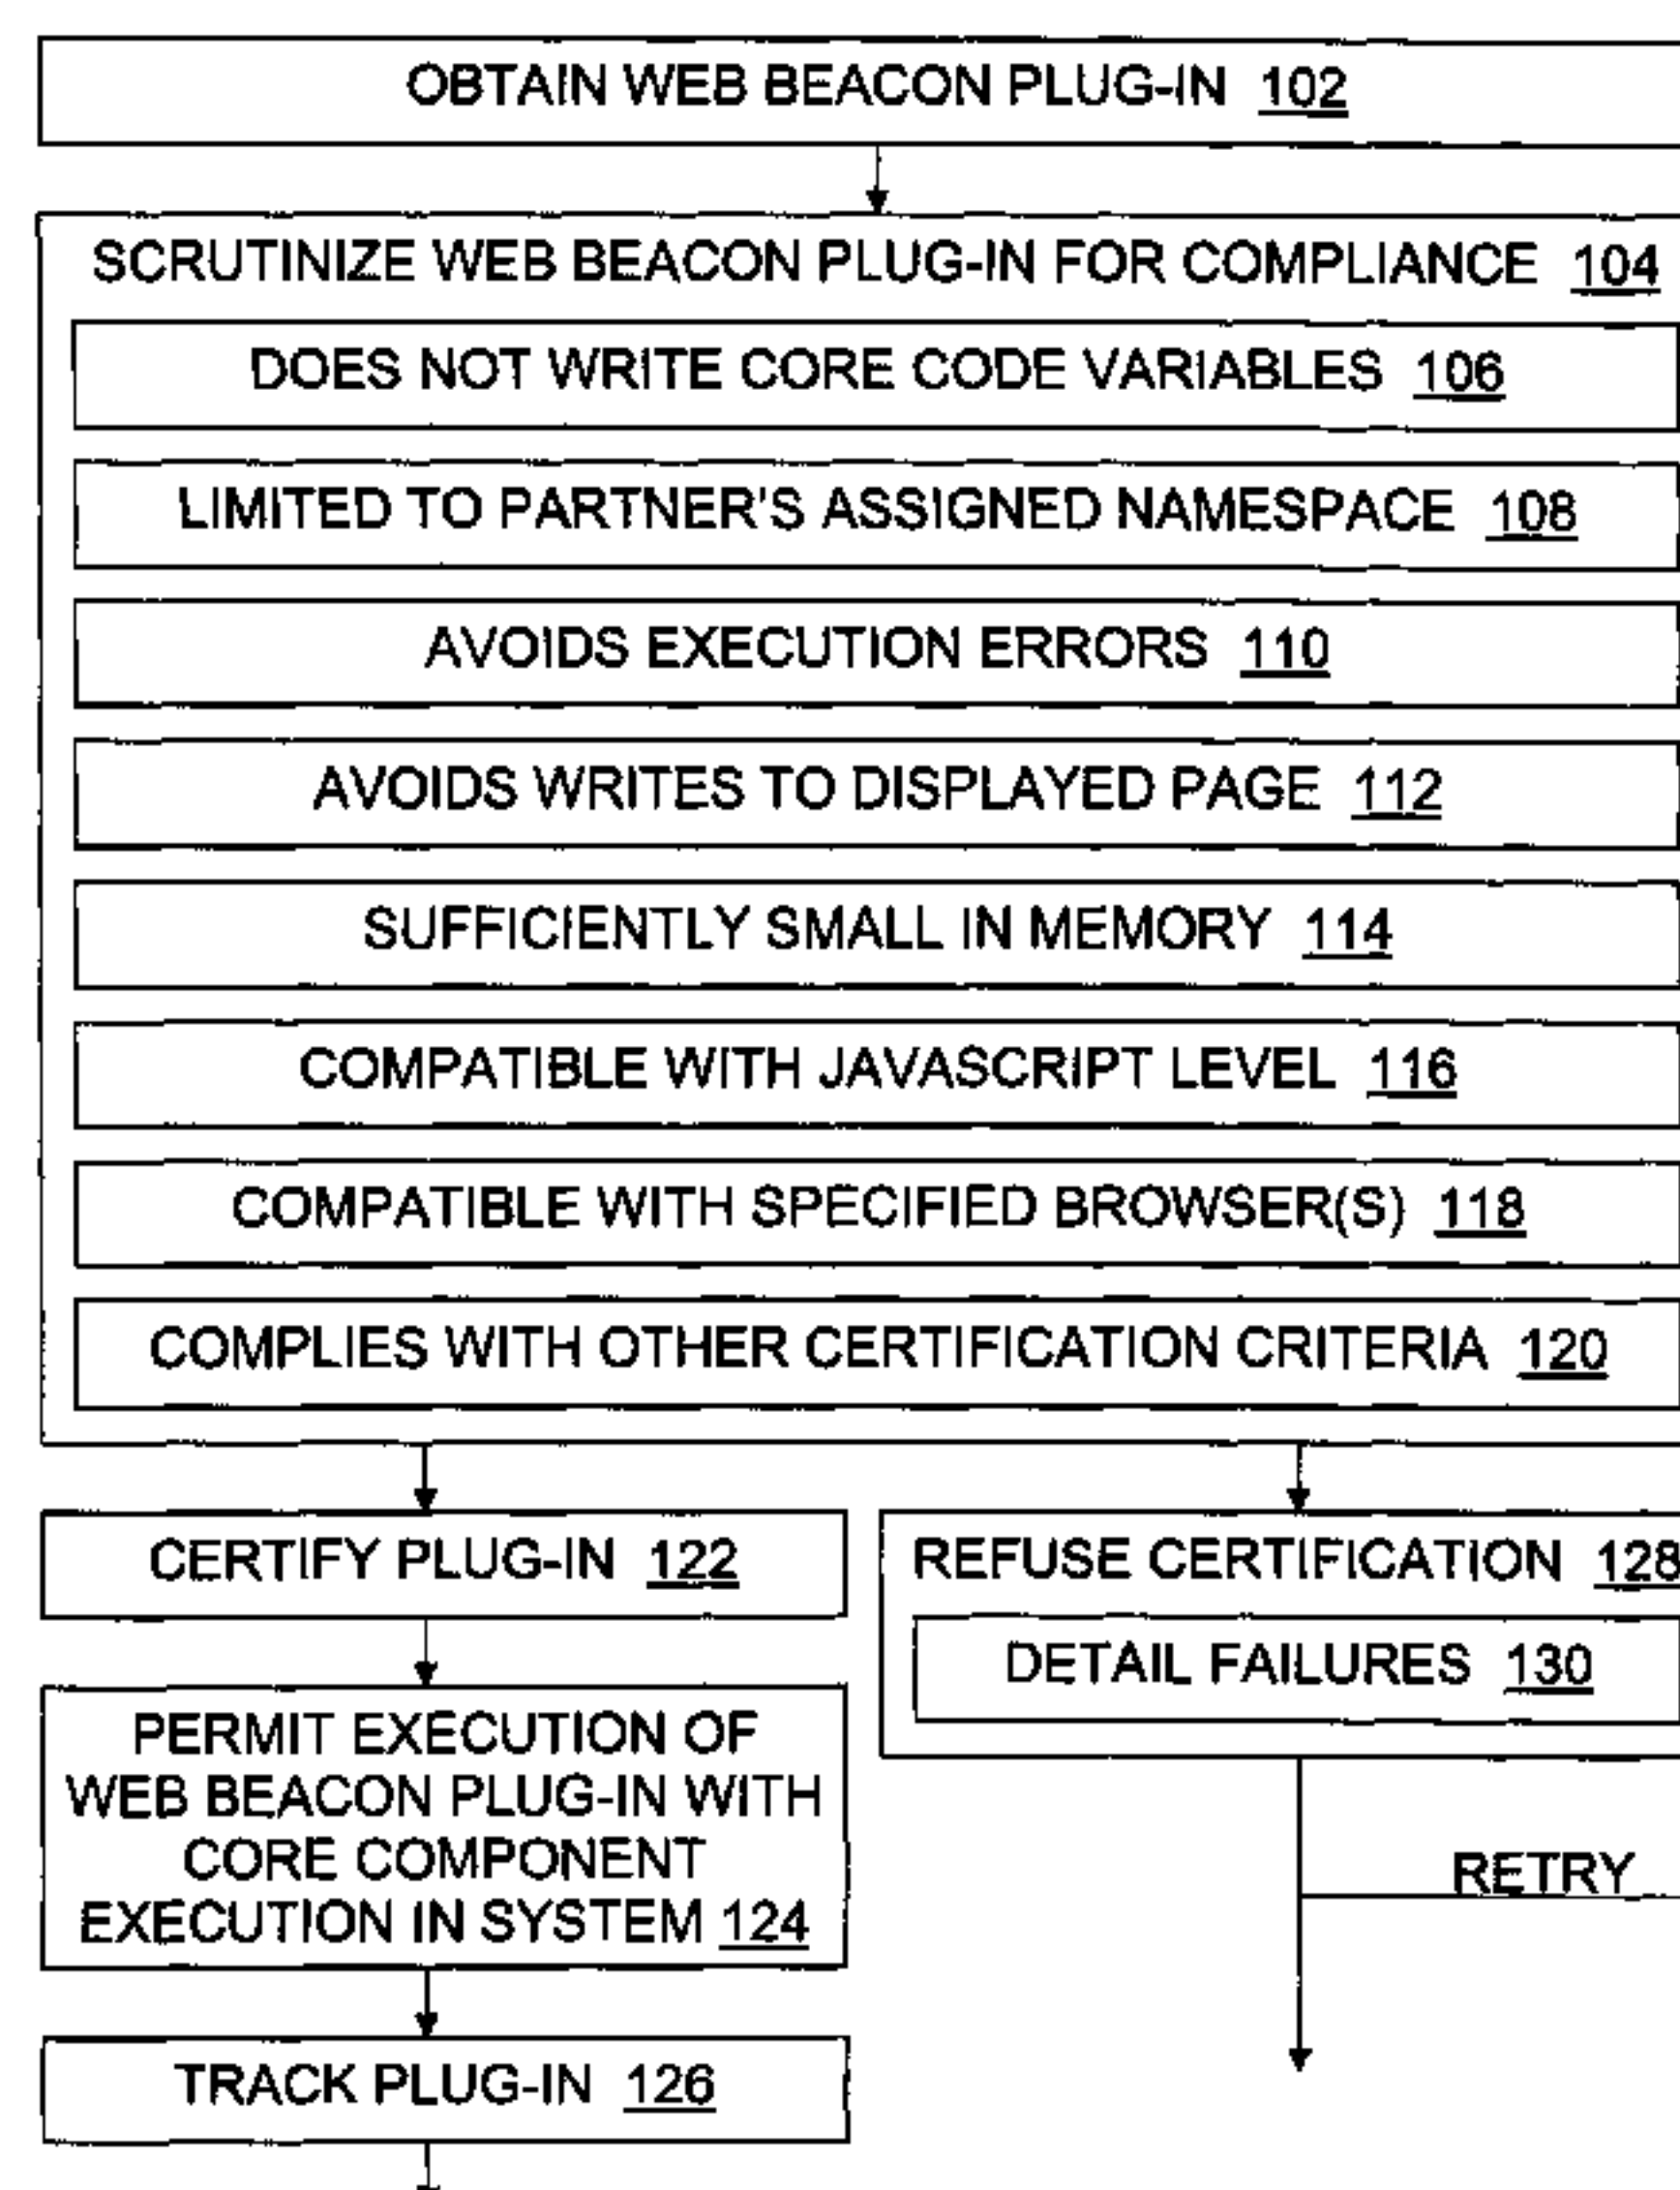 OBTAIN WEB BEACON PLUG-IN 102
SCRUTINIZE WEB BEACON PLUG-IN FOR COMPLIANCE 104
DOES NOT WRITE CORE CODE VARIABLES 106
LIMITED TO PARTNER'S ASSIGNED NAMESPACE 108
AVOIDS EXECUTION ERRORS 110
AVOIDS WRITES TO DISPLAYED PAGE 112
SUFFICIENTLY SMALL IN MEMORY 114
COMPATIBLE WITH JAVASCRIPT LEVEL 116
COMPATIBLE WITH SPECIFIED BROWSER(S) 118
COMPLIES WITH OTHER CERTIFICATION CRITERIA 120
CERTIFY PLUG-IN 122
REFUSE CERTIFICATION 128
DETAIL FAILURES 130
PERMIT EXECUTION OF
WEB BEACON PLUG-IN WITH
CORE COMPONENT
EXECUTION IN SYSTEM 124
RETRY
TRACK PLUG-IN 126